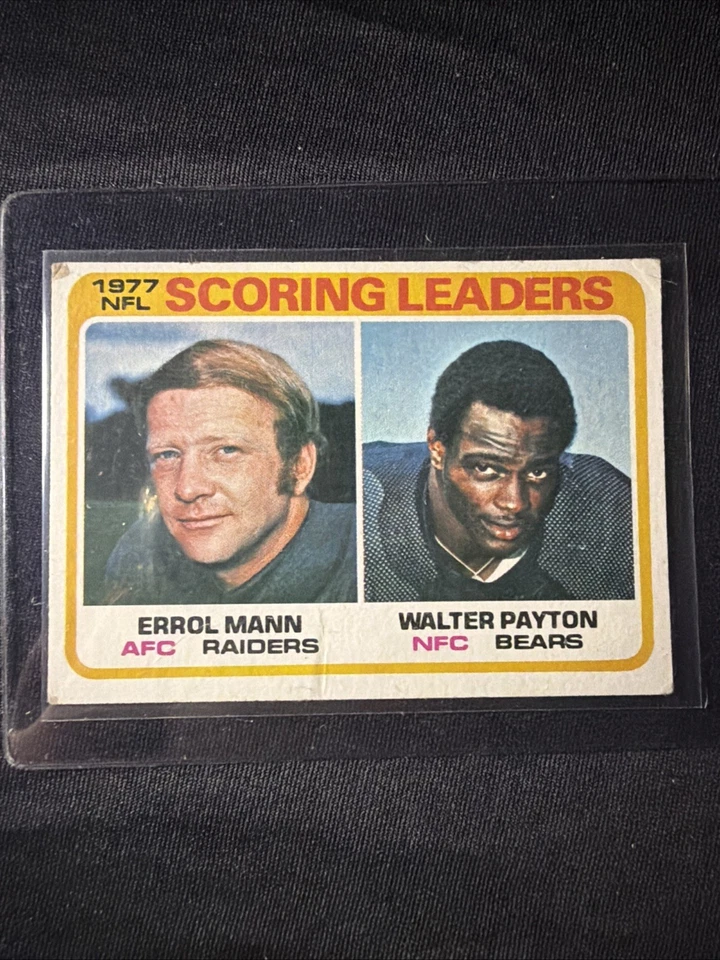 1977 NFL SCORING LEADERS
ERROL MANN
AFC RAIDERS
WALTER PAYTON
NFC BEARS